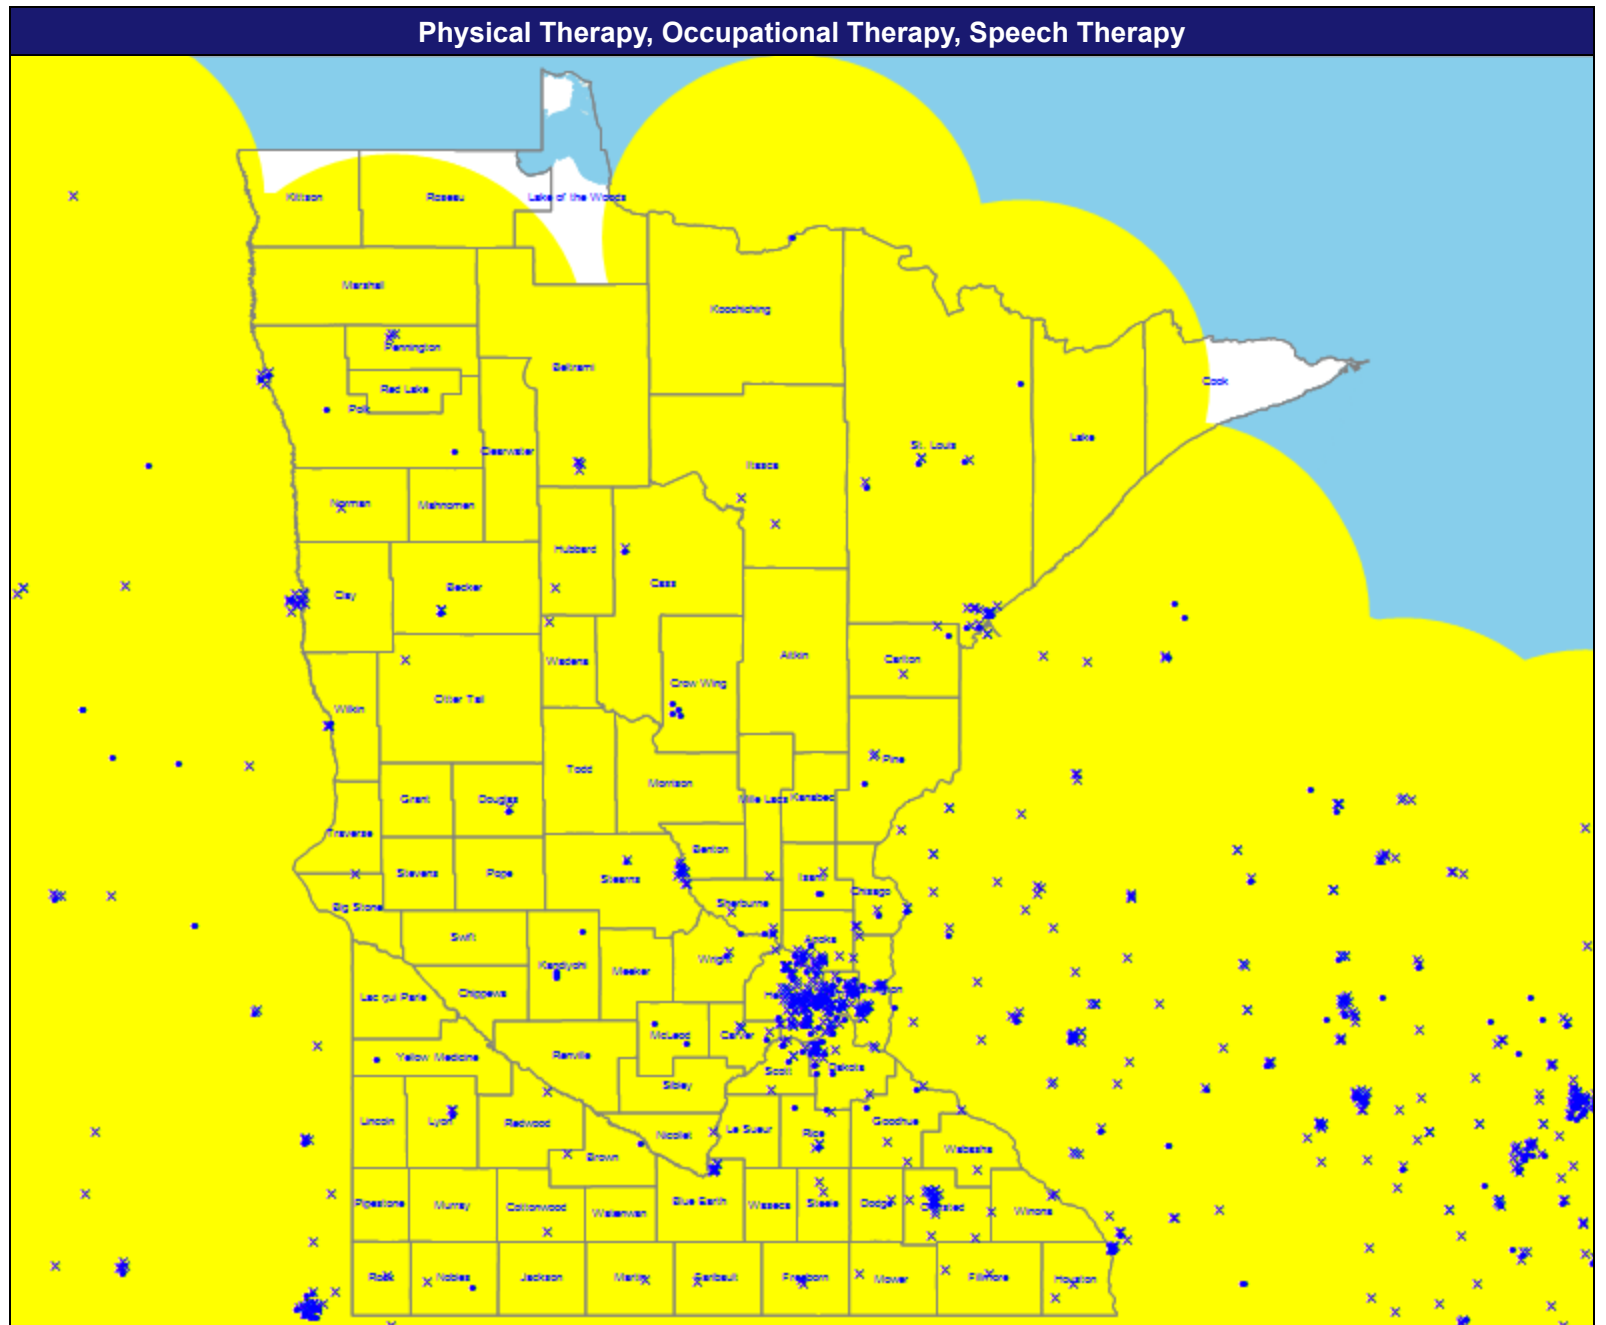 Physical Therapy, Occupational Therapy, Speech Therapy
Kittson
Roseau
Lake of the Woods
Marshall
Koochiching
Pennington
Beltrami
Cook
Red Lake
Polk
Lake
St. Louis
Clearwater
Itasca
Norman
Mahnomen
Hubbard
Cass
Becker
Clay
Aitkin
Carlton
Wadena
Crow Wing
Otter Tail
Wilkin
Pine
Todd
Morrison
Grant
Douglas
Mille Lacs
Kanabec
Traverse
Benton
Stevens
Pope
Stearns
Isanti
Chisago
Big Stone
Sherburne
Swift
Anoka
Kandiyohi
Meeker
Wright
Lac qui Parle
Chippewa
McLeod
Carver
Yellow Medicine
Renville
Scott
Dakota
Sibley
Lincoln
Lyon
Redwood
Nicollet
Le Sueur
Rice
Goodhue
Brown
Wabasha
Pipestone
Murray
Cottonwood
Watonwan
Blue Earth
Waseca
Steele
Dodge
Olmsted
Winona
Rock
Nobles
Jackson
Martin
Faribault
Freeborn
Mower
Fillmore
Houston